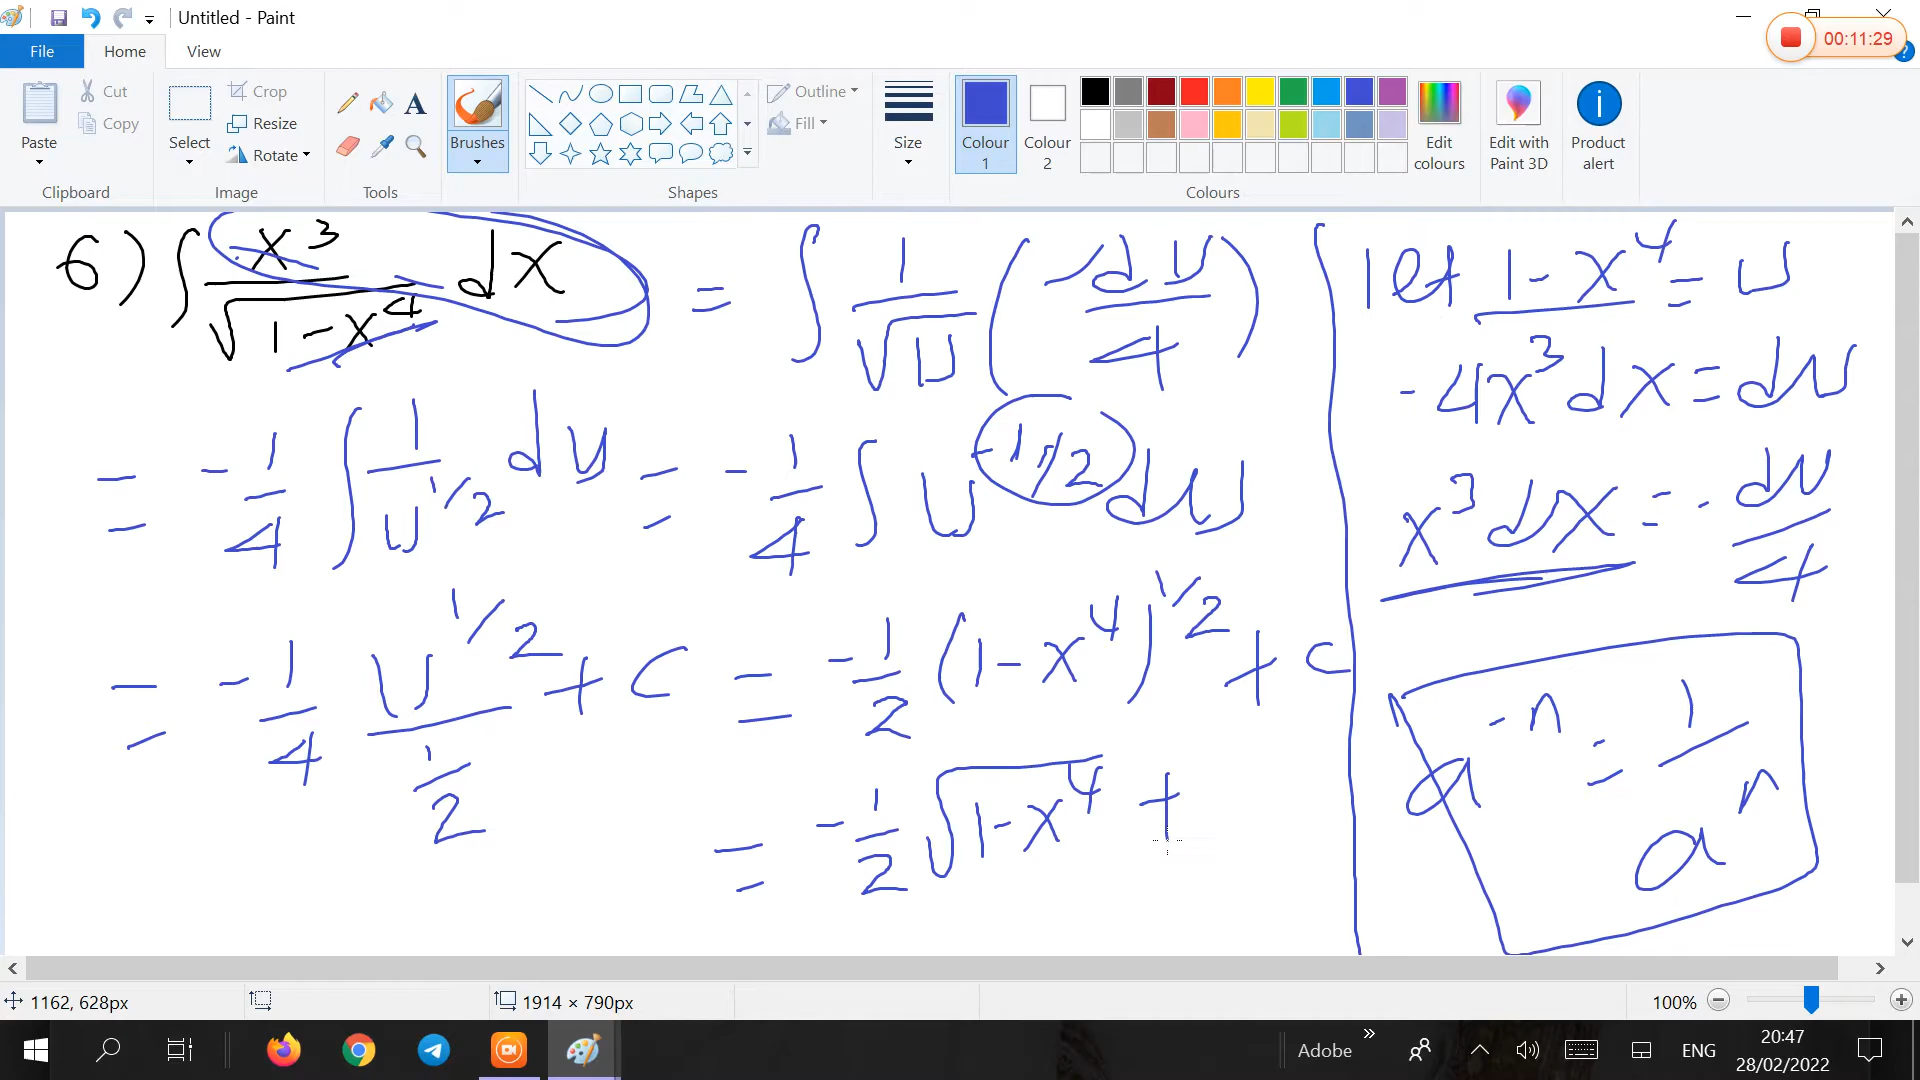 Untitled - Paint
00:11:29
File Home View
Paste Cut Copy Clipboard
Select Crop Resize Rotate Image
Tools
Brushes
Outline Fill Shapes
Size
Colour 1 Colour 2
Edit colours
Edit with Paint 3D
Product alert
Colours
6) ∫ x³/√(1-x⁴) dx = ∫ 1/√U (-dU/4)
= -1/4 ∫ 1/U^(1/2) dU = -1/4 ∫ U^(-1/2) dU
= -1/4 U^(1/2)/(1/2) + C = -1/2 (1-x⁴)^(1/2) + C
= -1/2 √(1-x⁴) +
let 1-x⁴ = U
-4x³dx = dU
x³dx = -dU/4
a^(-n) = 1/a^n
1162, 628px 1914 × 790px 100%
Adobe » ENG 20:47
28/02/2022